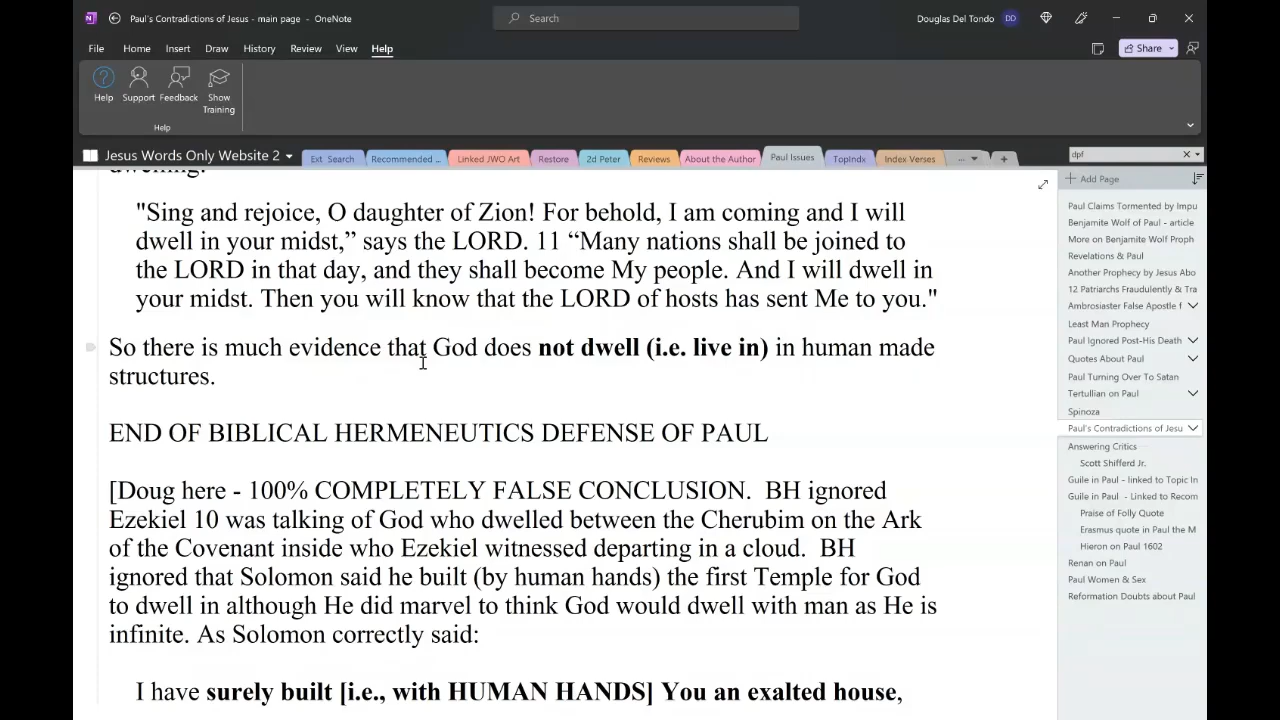 Paul's Contradictions of Jesus - main page - OneNote
Search
Douglas Del Tondo
DD
File Home Insert Draw History Review View Help
Share
Help Support Feedback Show Training
Help
Jesus Words Only Website 2
Ext Search Recommended ... Linked JWO Art Restore 2d Peter Reviews About the Author Paul Issues TopIndx Index Verses ... +
dpf
"Sing and rejoice, O daughter of Zion! For behold, I am coming and I will
dwell in your midst,” says the LORD. 11 “Many nations shall be joined to
the LORD in that day, and they shall become My people. And I will dwell in
your midst. Then you will know that the LORD of hosts has sent Me to you."
So there is much evidence that God does not dwell (i.e. live in) in human made
structures.
END OF BIBLICAL HERMENEUTICS DEFENSE OF PAUL
[Doug here - 100% COMPLETELY FALSE CONCLUSION. BH ignored
Ezekiel 10 was talking of God who dwelled between the Cherubim on the Ark
of the Covenant inside who Ezekiel witnessed departing in a cloud. BH
ignored that Solomon said he built (by human hands) the first Temple for God
to dwell in although He did marvel to think God would dwell with man as He is
infinite. As Solomon correctly said:
I have surely built [i.e., with HUMAN HANDS] You an exalted house,
Add Page
Paul Claims Tormented by Impu
Benjamite Wolf of Paul - article
More on Benjamite Wolf Proph
Revelations & Paul
Another Prophecy by Jesus Abo
12 Patriarchs Fraudulently & Tra
Ambrosiaster False Apostle f
Least Man Prophecy
Paul Ignored Post-His Death
Quotes About Paul
Paul Turning Over To Satan
Tertullian on Paul
Spinoza
Paul's Contradictions of Jesu
Answering Critics
Scott Shifferd Jr.
Guile in Paul - linked to Topic In
Guile in Paul - Linked to Recom
Praise of Folly Quote
Erasmus quote in Paul the M
Hieron on Paul 1602
Renan on Paul
Paul Women & Sex
Reformation Doubts about Paul